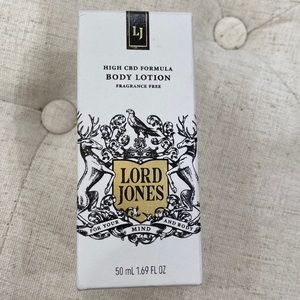 LJ
HIGH CBD FORMULA
BODY LOTION
FRAGRANCE FREE
LORD
JONES
FOR YOUR MIND AND BODY
50 mL 1.69 FL OZ